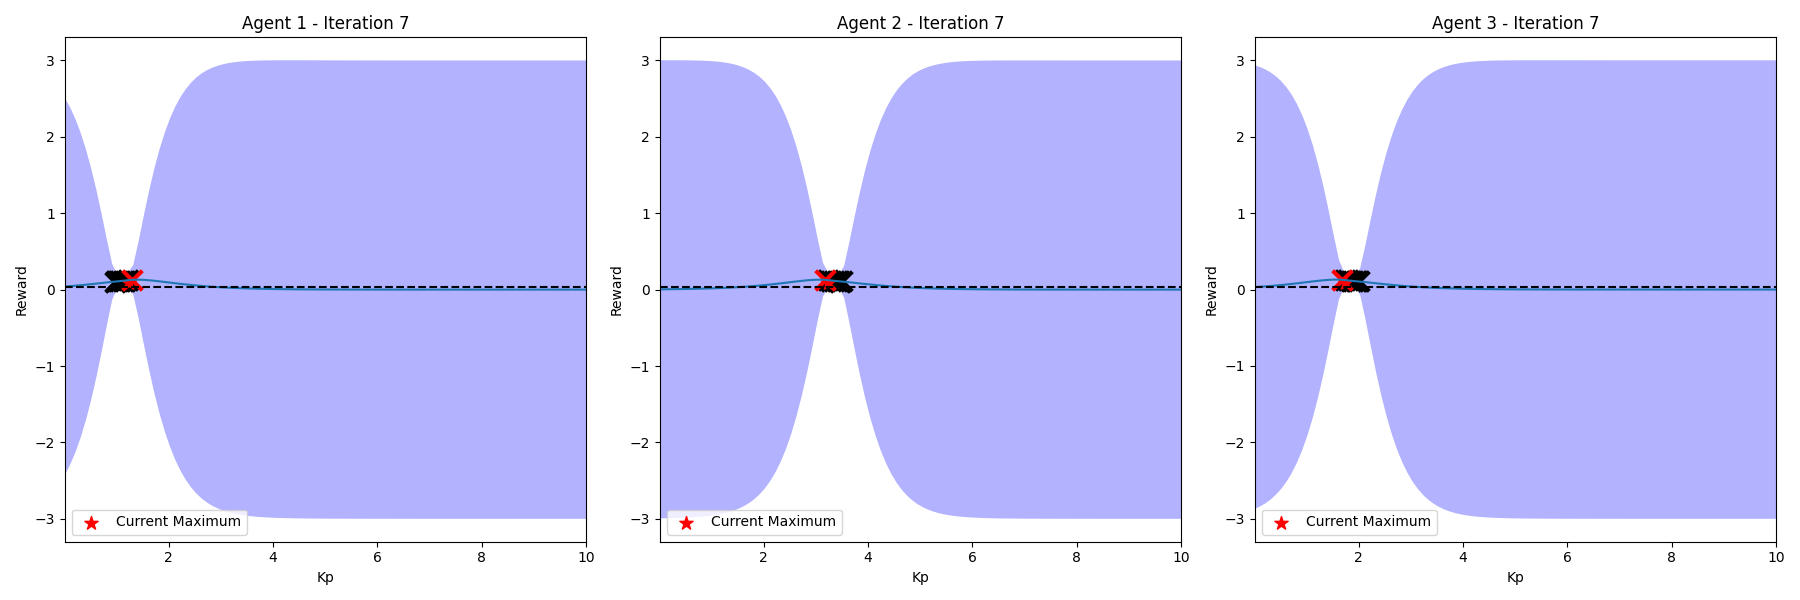 Agent 1 - Iteration 7
3
2
1
0
−1
−2
−3
Reward
Current Maximum
2 4 6 8 10
Kp
Agent 2 - Iteration 7
3
2
1
0
−1
−2
−3
Reward
Current Maximum
2 4 6 8 10
Kp
Agent 3 - Iteration 7
3
2
1
0
−1
−2
−3
Reward
Current Maximum
2 4 6 8 10
Kp